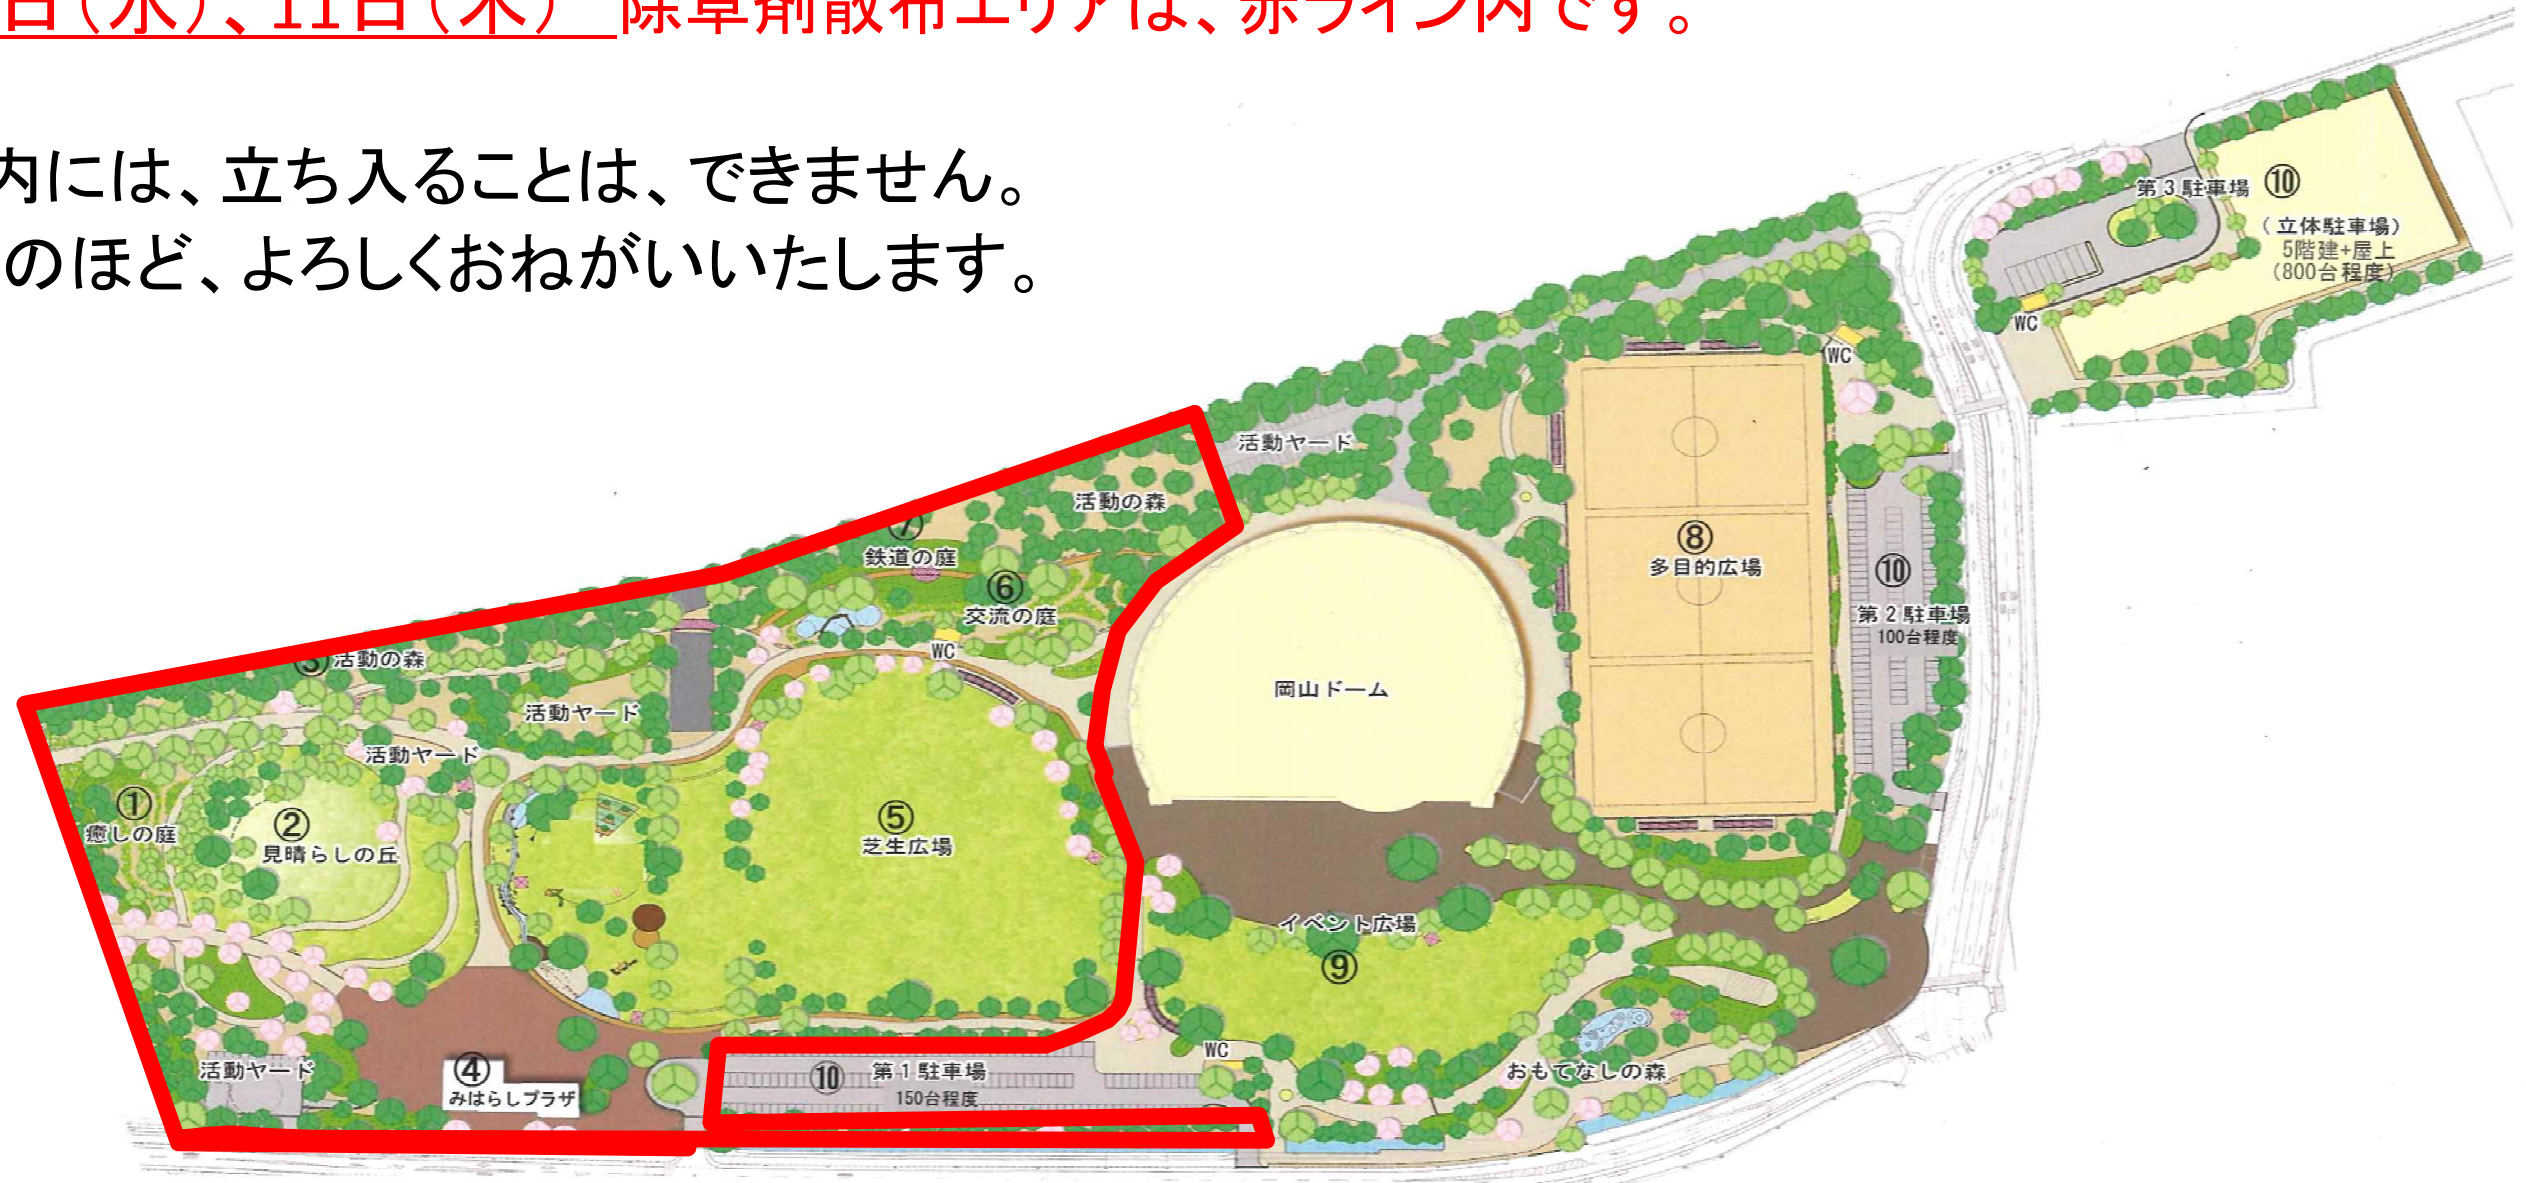 日（水）、11日（木）　除草剤散布エリアは、赤ライン内です。
内には、立ち入ることは、できません。
のほど、よろしくおねがいいたします。
第３駐車場 ⑩
（立体駐車場）
5階建+屋上
（800台程度）
WC
WC
活動ヤード
活動の森
⑦
鉄道の庭
⑧
多目的広場
⑥
交流の庭
⑩
第２駐車場
100台程度
WC
③活動の森
岡山ドーム
活動ヤード
活動ヤード
①
癒しの庭
②
見晴らしの丘
⑤
芝生広場
イベント広場
⑨
WC
④
みはらしプラザ
活動ヤード
⑩ 第１駐車場
150台程度
おもてなしの森